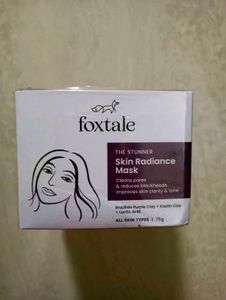 foxtale
THE STUNNER
Skin Radiance
Mask
Cleans pores
& reduces blackheads
Improves skin clarity & tone
Brazilian Purple Clay + Kaolin Clay
+ Lactic Acid
ALL SKIN TYPES | 75g